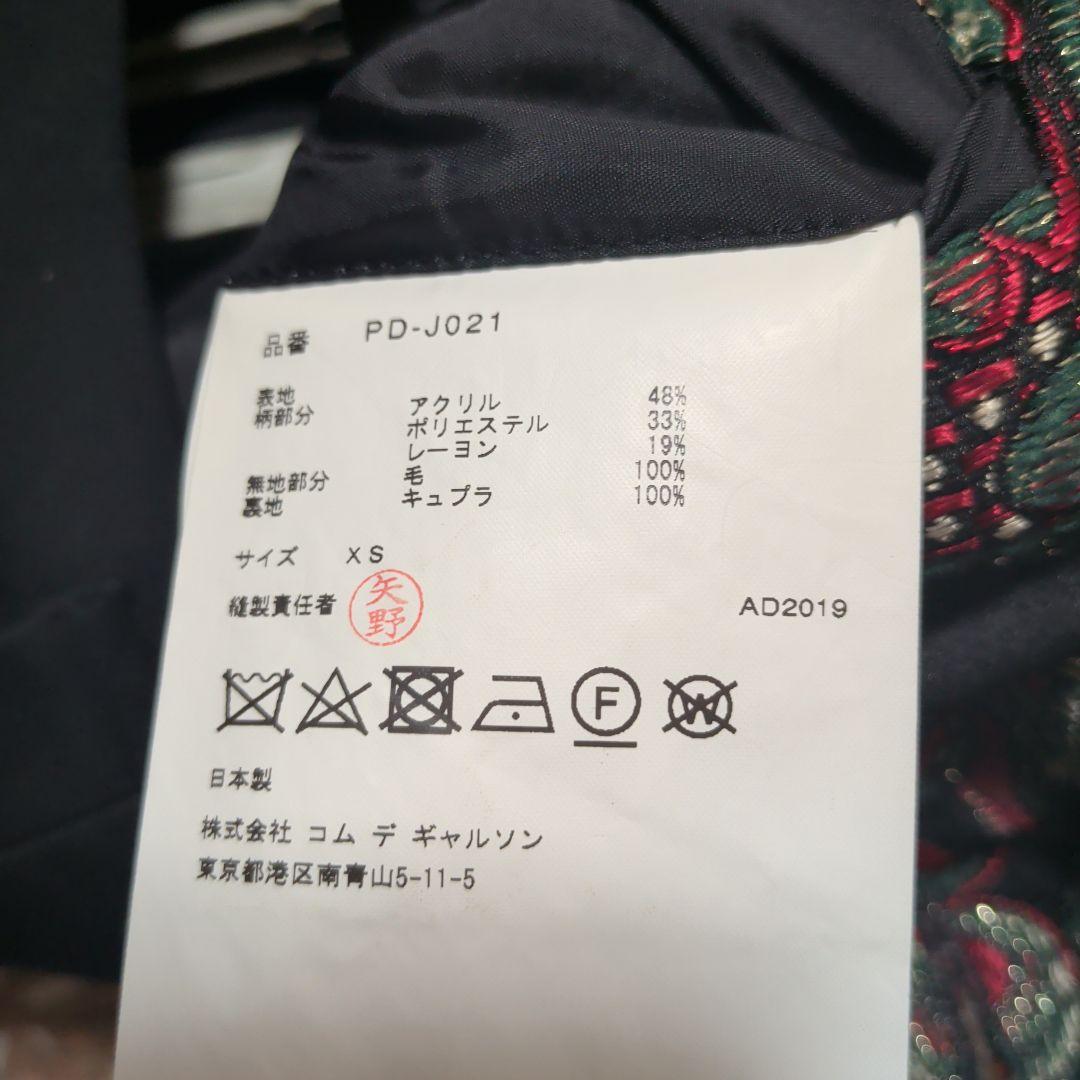 品番 PD-J021
表地
柄部分 アクリル 48%
ポリエステル 33%
レーヨン 19%
無地部分 毛 100%
裏地 キュプラ 100%
サイズ XS
縫製責任者 矢野 AD2019
F W
日本製
株式会社 コム デ ギャルソン
東京都港区南青山5-11-5